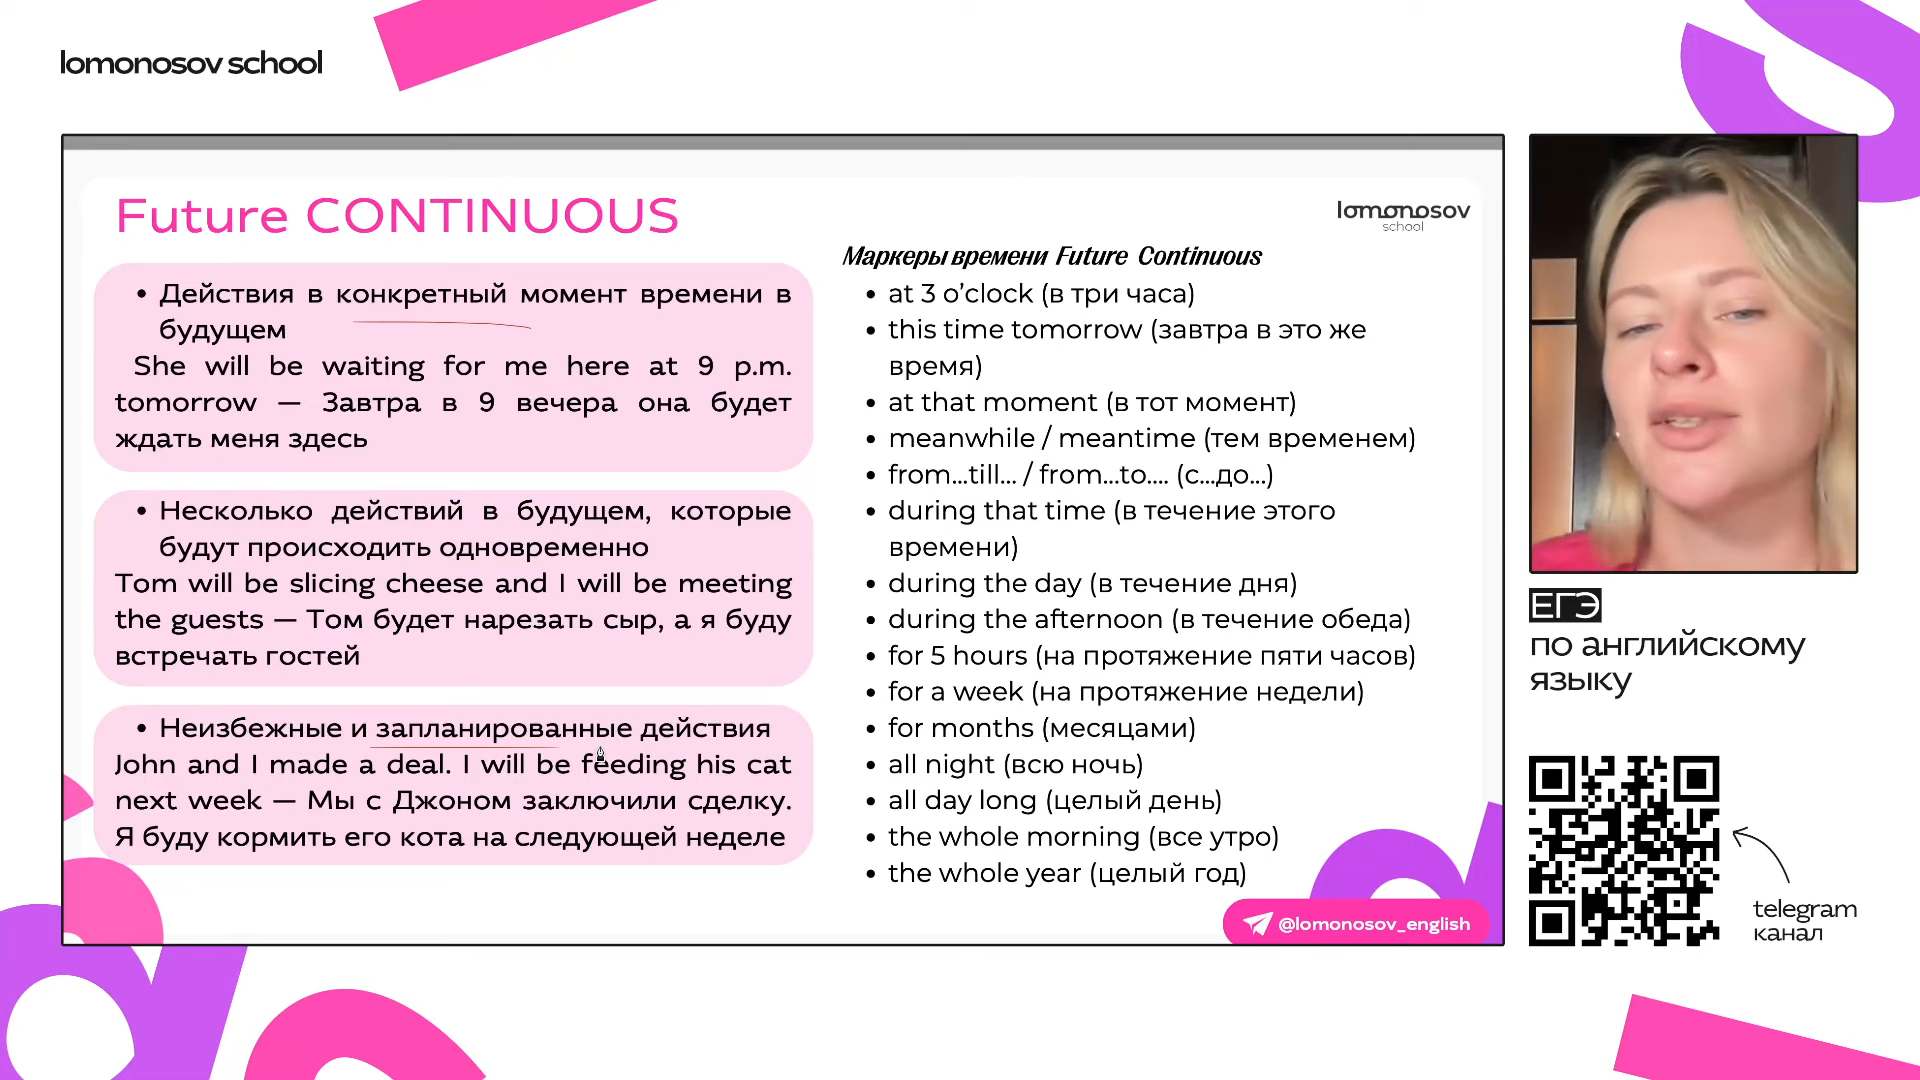 lomonosov school
Future CONTINUOUS
lomonosov
school
• Действия в конкретный момент времени в
будущем
She will be waiting for me here at 9 p.m.
tomorrow — Завтра в 9 вечера она будет
ждать меня здесь
• Несколько действий в будущем, которые
будут происходить одновременно
Tom will be slicing cheese and I will be meeting
the guests — Том будет нарезать сыр, а я буду
встречать гостей
• Неизбежные и запланированные действия
John and I made a deal. I will be feeding his cat
next week — Мы с Джоном заключили сделку.
Я буду кормить его кота на следующей неделе
Маркеры времени Future Continuous
• at 3 o’clock (в три часа)
• this time tomorrow (завтра в это же
время)
• at that moment (в тот момент)
• meanwhile / meantime (тем временем)
• from...till... / from...to.... (с...до...)
• during that time (в течение этого
времени)
• during the day (в течение дня)
• during the afternoon (в течение обеда)
• for 5 hours (на протяжение пяти часов)
• for a week (на протяжение недели)
• for months (месяцами)
• all night (всю ночь)
• all day long (целый день)
• the whole morning (все утро)
• the whole year (целый год)
@lomonosov_english
ЕГЭ
по английскому
языку
telegram
канал